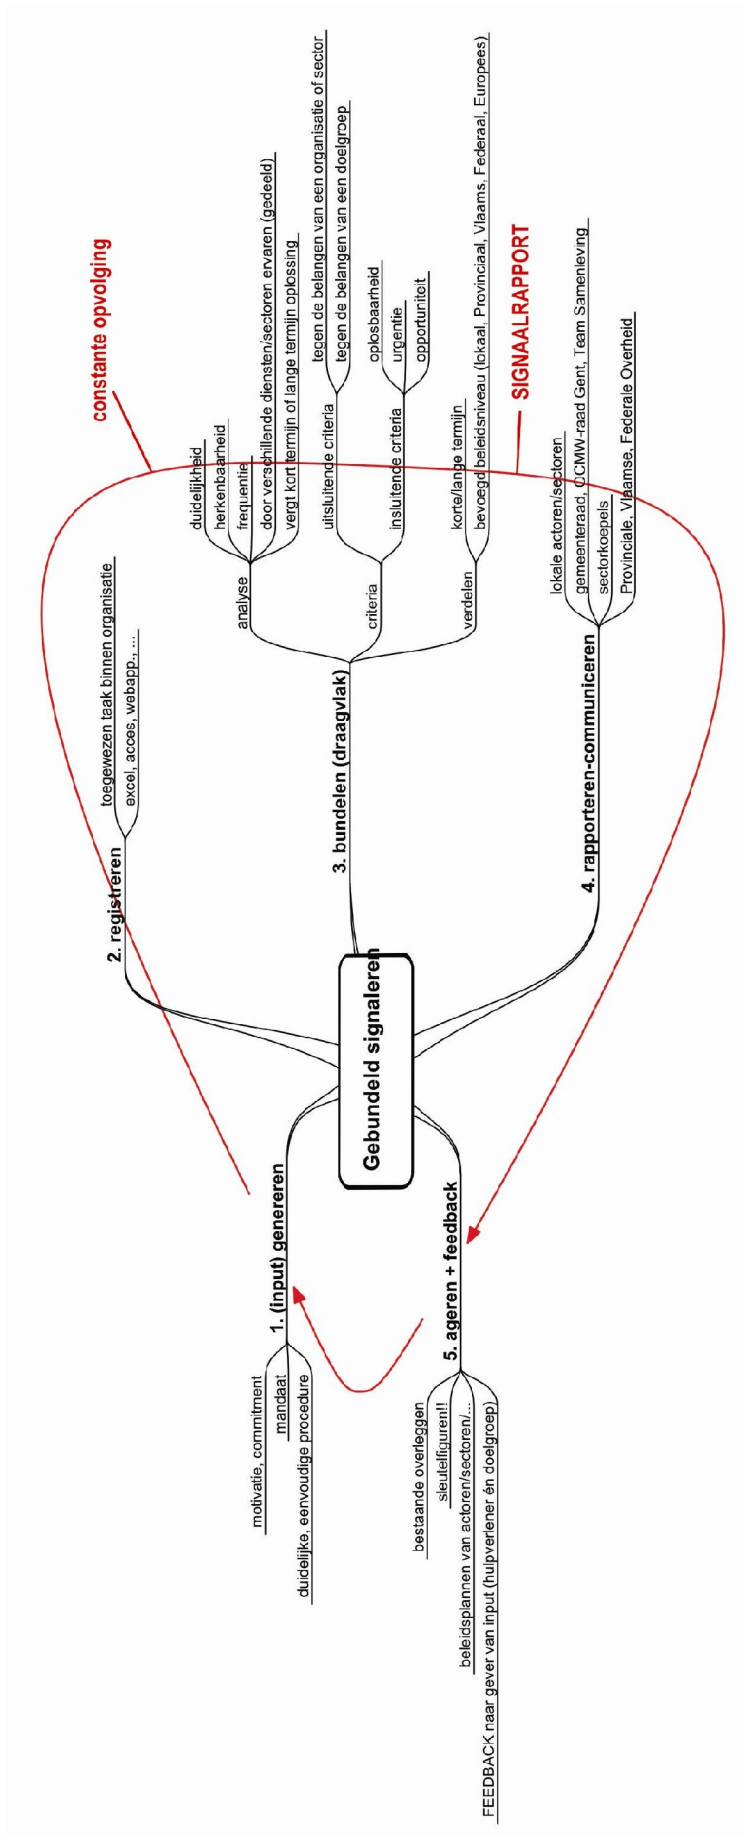 Gebundeld signaleren
1. (input) genereren
motivatie, commitment
mandaat
duidelijke, eenvoudige procedure
2. registreren
toegewezen taak binnen organisatie
excel, acces, webapp., ...
3. bundelen (draagvlak)
analyse
duidelijkheid
herkenbaarheid
frequentie
door verschillende diensten/sectoren ervaren (gedeeld)
vergt kort termijn of lange termijn oplossing
criteria
uitsluitende criteria
tegen de belangen van een organisatie of sector
tegen de belangen van een doelgroep
insluitende criteria
oplosbaarheid
urgentie
opportuniteit
verdelen
korte/lange termijn
bevoegd beleidsniveau (lokaal, Provinciaal, Vlaams, Federaal, Europees)
4. rapporteren-communiceren
lokale actoren/sectoren
gemeenteraad, OCMW-raad Gent, Team Samenleving
sectorkoepels
Provinciale, Vlaamse, Federale Overheid
5. ageren + feedback
bestaande overleggen
sleutelfiguren!!
beleidsplannen van actoren/sectoren/...
FEEDBACK naar gever van input (hulpverlener én doelgroep)
constante opvolging
SIGNAALRAPPORT